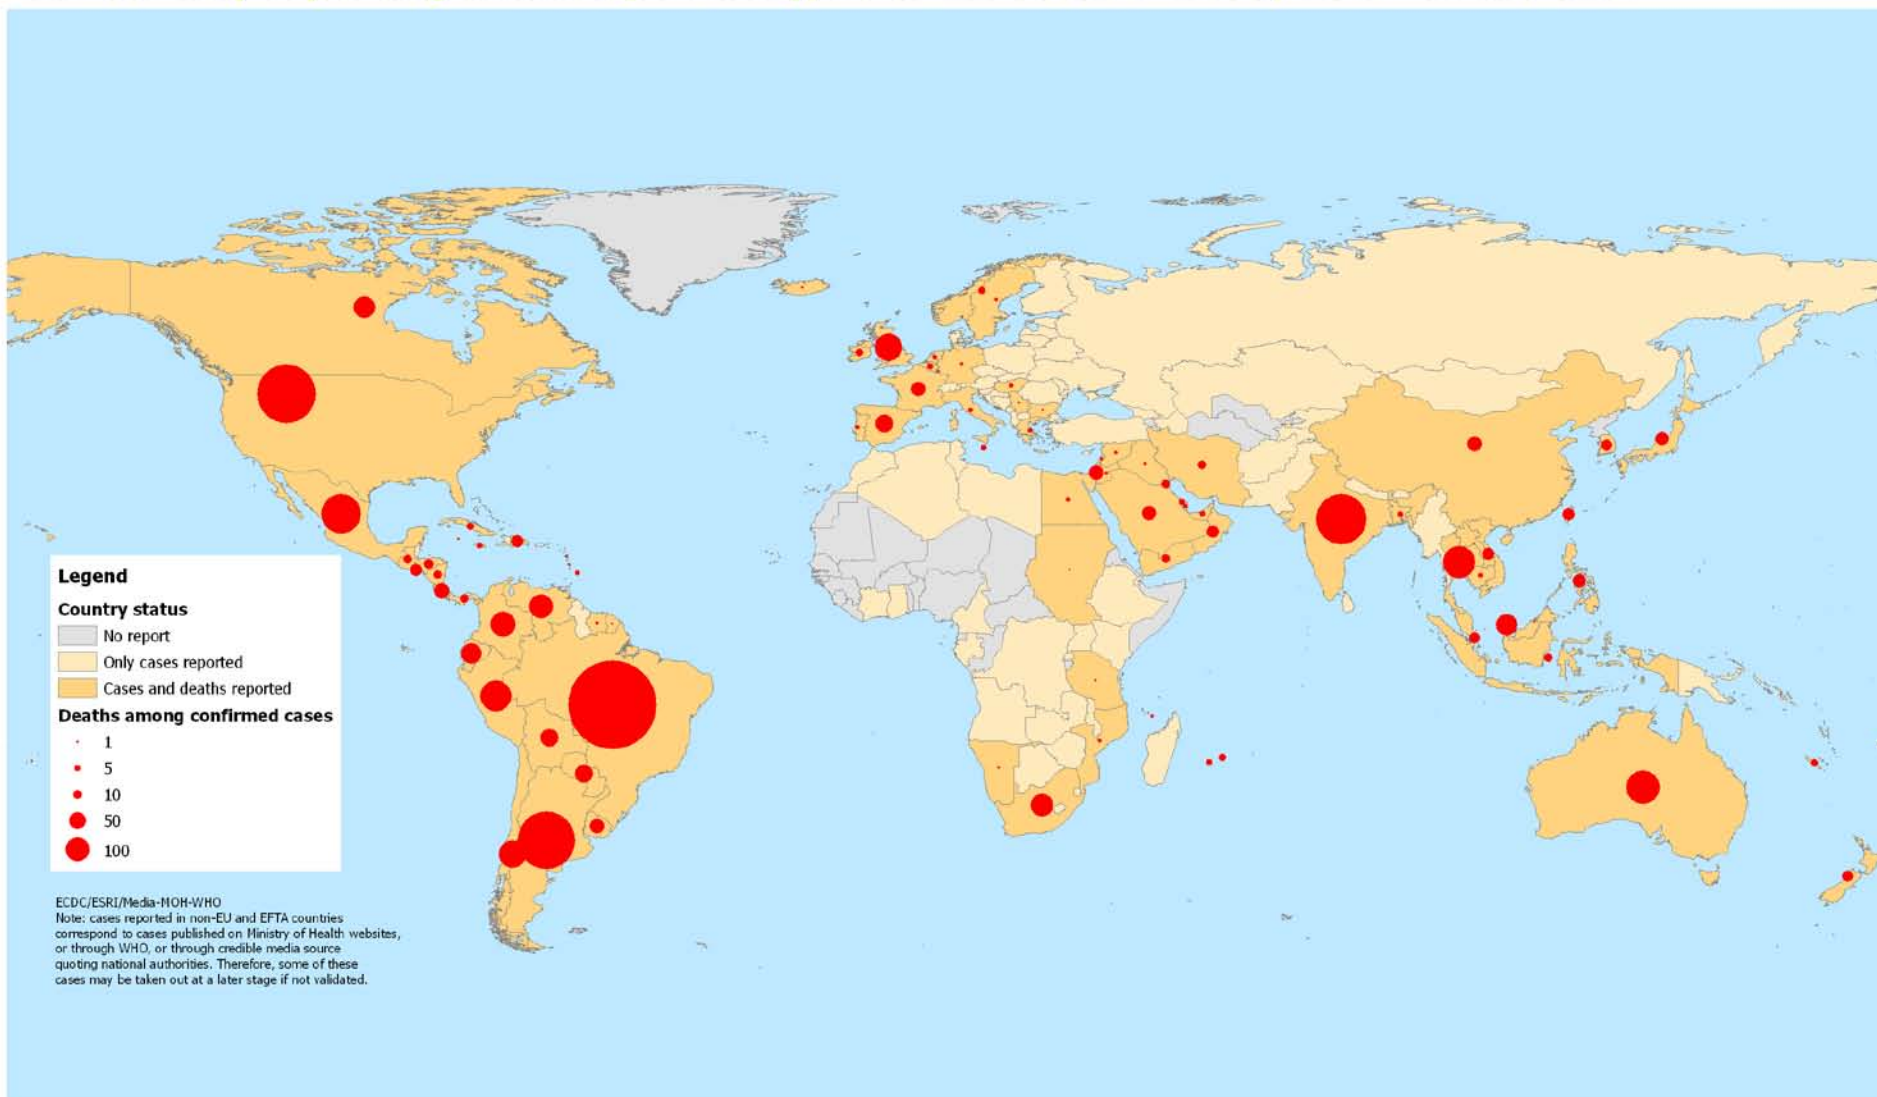 Legend
Country status
No report
Only cases reported
Cases and deaths reported
Deaths among confirmed cases
1
5
10
50
100
ECDC/ESRI/Media-MOH-WHO
Note: cases reported in non-EU and EFTA countries
correspond to cases published on Ministry of Health websites,
or through WHO, or through credible media source
quoting national authorities. Therefore, some of these
cases may be taken out at a later stage if not validated.